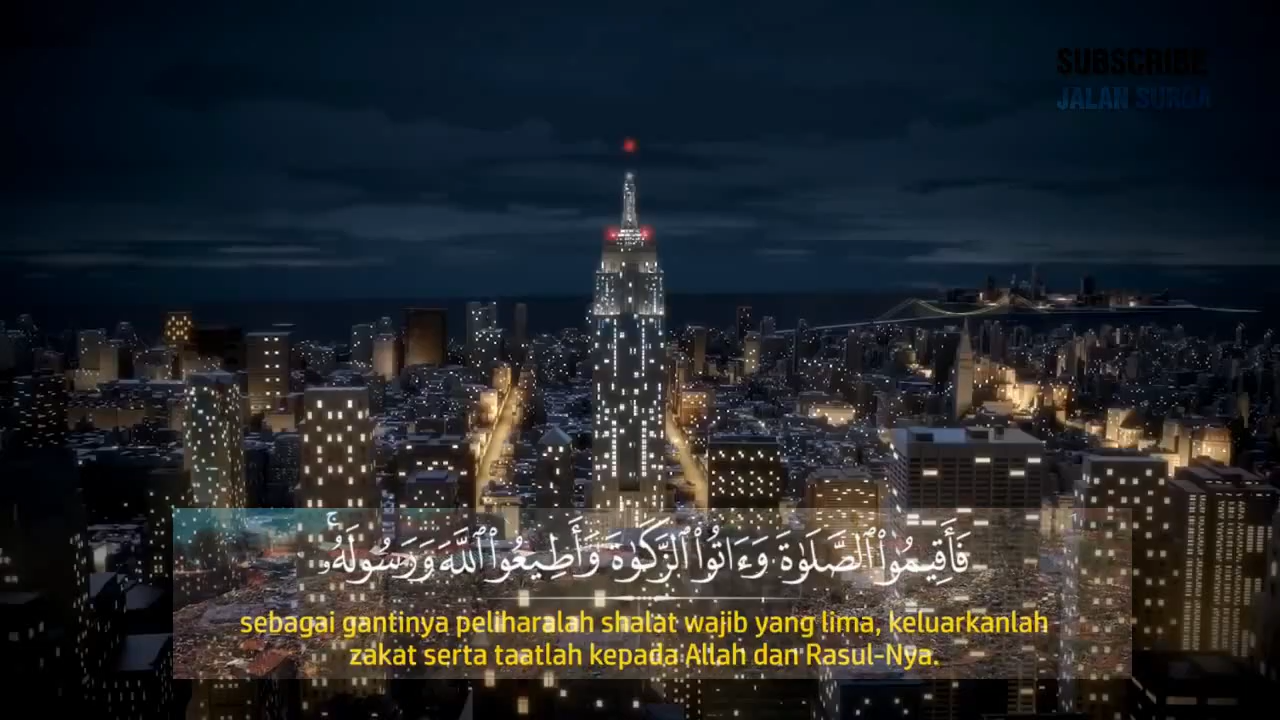 SUBSCRIBE
JALAN SURGA
فَأَقِيمُوا۟ ٱلصَّلَوٰةَ وَءَاتُوا۟ ٱلزَّكَوٰةَ وَأَطِيعُوا۟ ٱللَّهَ وَرَسُولَهُۥ ۚ
sebagai gantinya peliharalah shalat wajib yang lima, keluarkanlah
zakat serta taatlah kepada Allah dan Rasul-Nya.